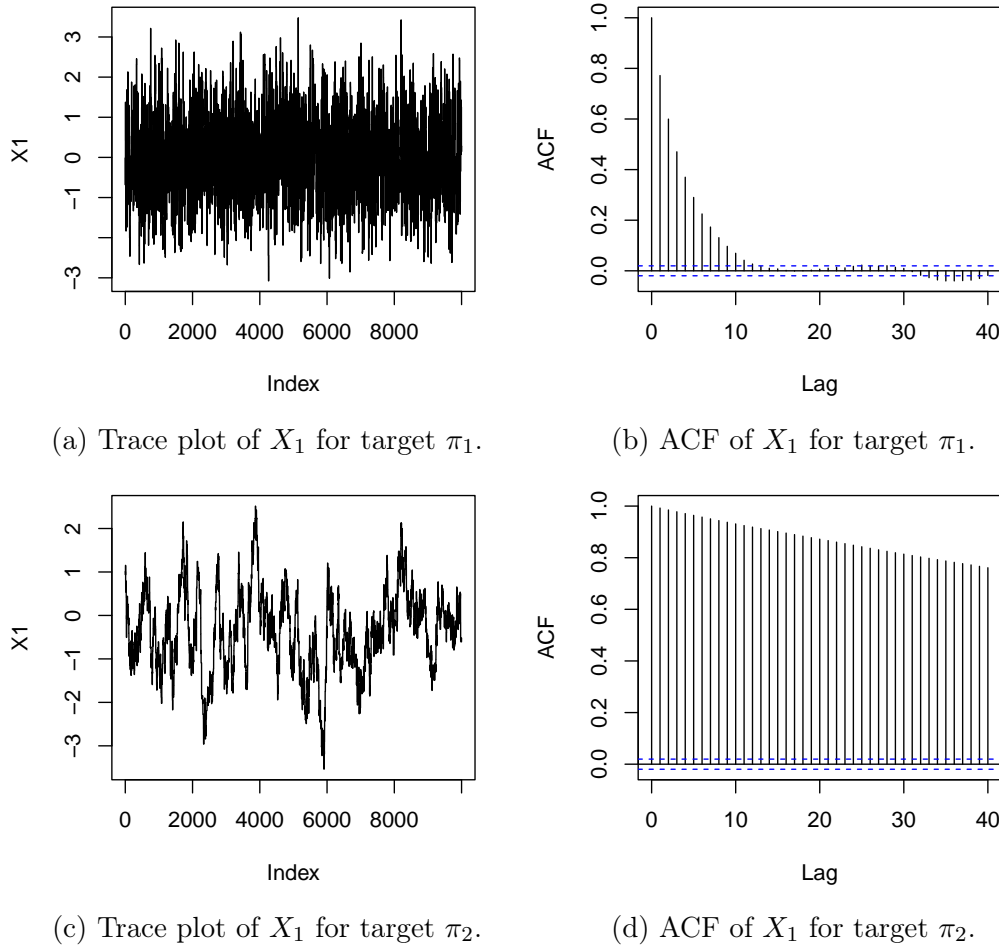 X1
3
2
1
0
−1
−3
0 2000 4000 6000 8000
Index
ACF
1.0
0.8
0.6
0.4
0.2
0.0
0 10 20 30 40
Lag
(a) Trace plot of X₁ for target π₁.
(b) ACF of X₁ for target π₁.
X1
2
1
0
−1
−2
−3
0 2000 4000 6000 8000
Index
ACF
1.0
0.8
0.6
0.4
0.2
0.0
0 10 20 30 40
Lag
(c) Trace plot of X₁ for target π₂.
(d) ACF of X₁ for target π₂.